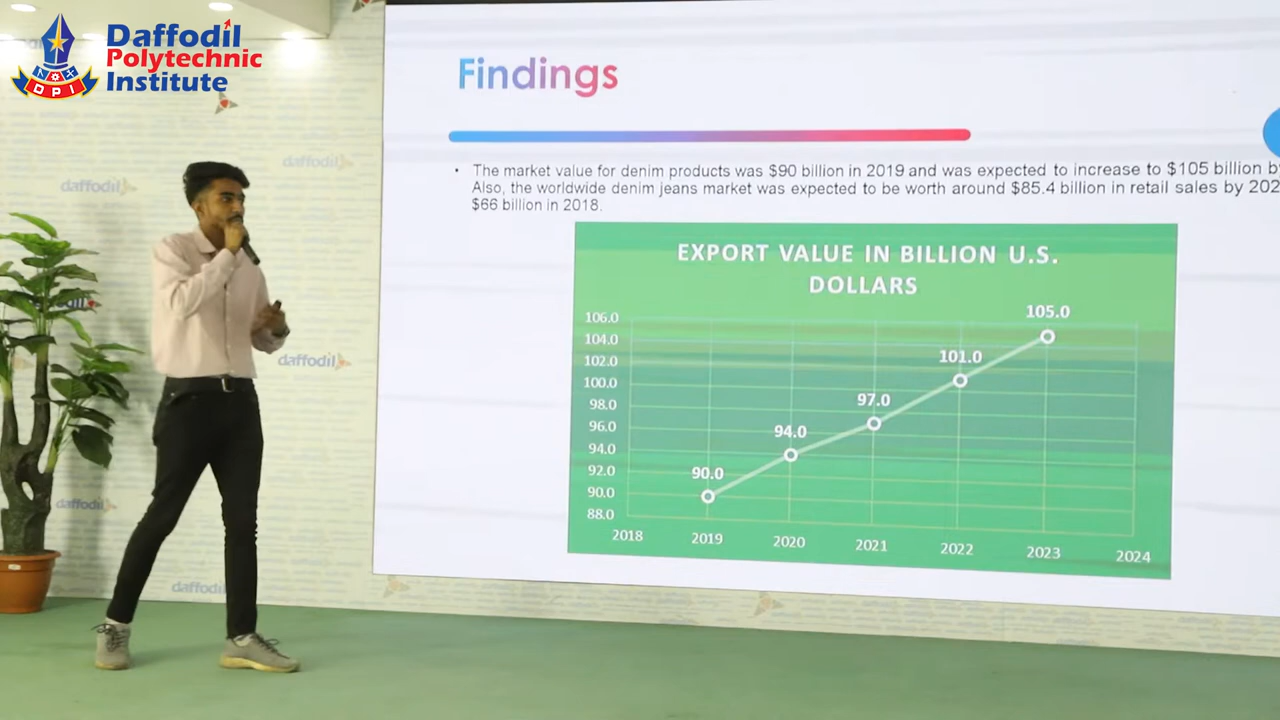 Daffodil
Polytechnic
Institute
DPI
daffodil
daffodil
daffodil
daffodil
daffodil
Findings
• The market value for denim products was $90 billion in 2019 and was expected to increase to $105 billion
Also, the worldwide denim jeans market was expected to be worth around $85.4 billion in retail sales by
$66 billion in 2018.
EXPORT VALUE IN BILLION U.S.
DOLLARS
106.0
104.0
102.0
100.0
98.0
96.0
94.0
92.0
90.0
88.0
90.0
94.0
97.0
101.0
105.0
2018 2019 2020 2021 2022 2023 2024